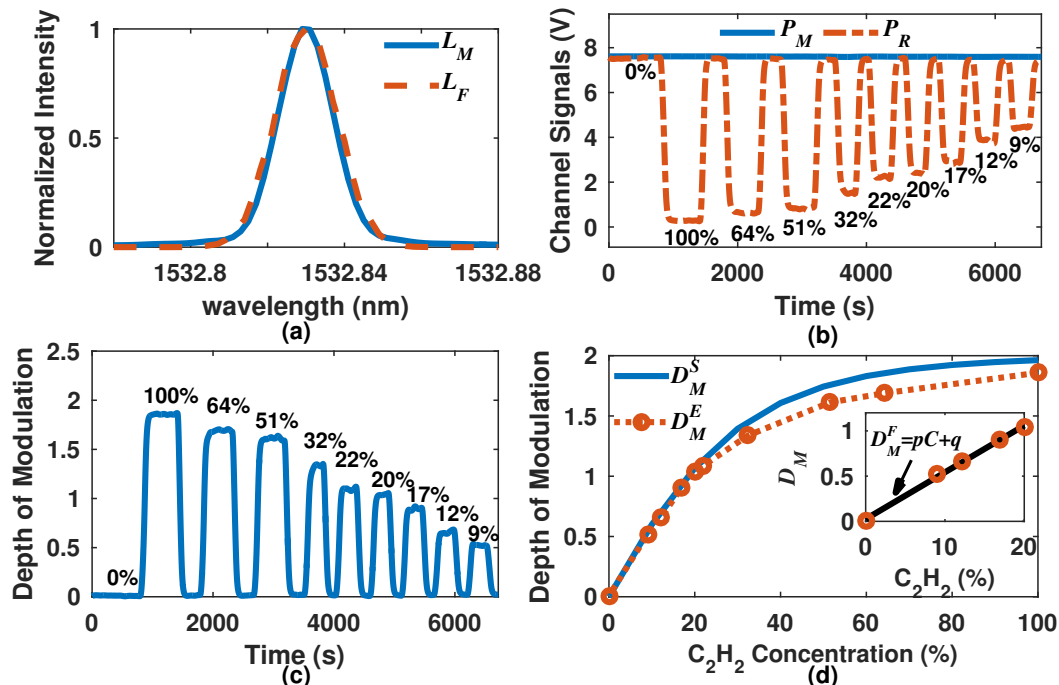 Normalized Intensity
1
0.5
0
L_M
L_F
1532.8
1532.84
1532.88
wavelength (nm)
(a)
Channel Signals (V)
8
6
4
2
0
P_M
P_R
0%
100%
64%
51%
32%
22%
20%
17%
12%
9%
0
2000
4000
6000
Time (s)
(b)
Depth of Modulation
2.5
2
1.5
1
0.5
0
0%
100%
64%
51%
32%
22%
20%
17%
12%
9%
0
2000
4000
6000
Time (s)
(c)
Depth of Modulation
2
1.5
1
0.5
0
D_M^S
D_M^E
D_M
1
0.5
0
D_M^F=pC+q
0
10
20
C₂H₂ (%)
0
20
40
60
80
100
C₂H₂ Concentration (%)
(d)